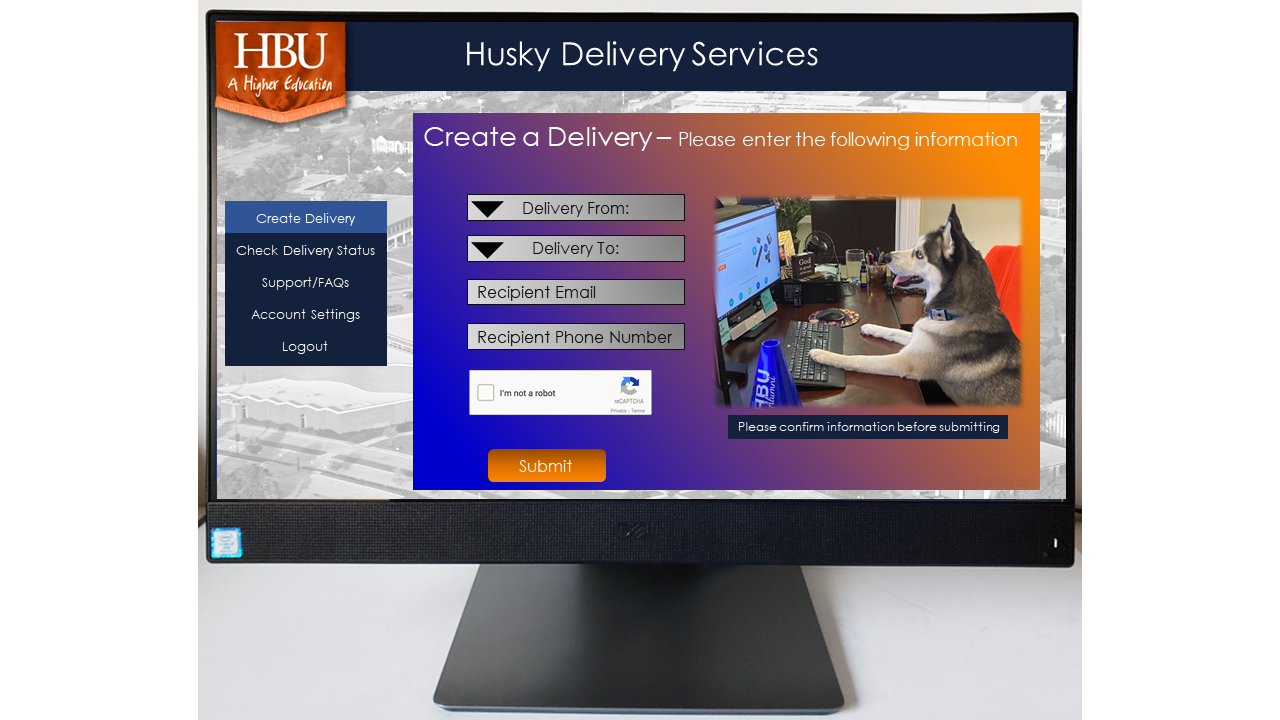 HBU
A Higher Education
Husky Delivery Services
Create a Delivery – Please enter the following information
Create Delivery
Check Delivery Status
Support/FAQs
Account Settings
Logout
Delivery From:
Delivery To:
Recipient Email
Recipient Phone Number
I'm not a robot
reCAPTCHA
Privacy - Terms
Submit
God
HBU
alumni
Please confirm information before submitting
DELL